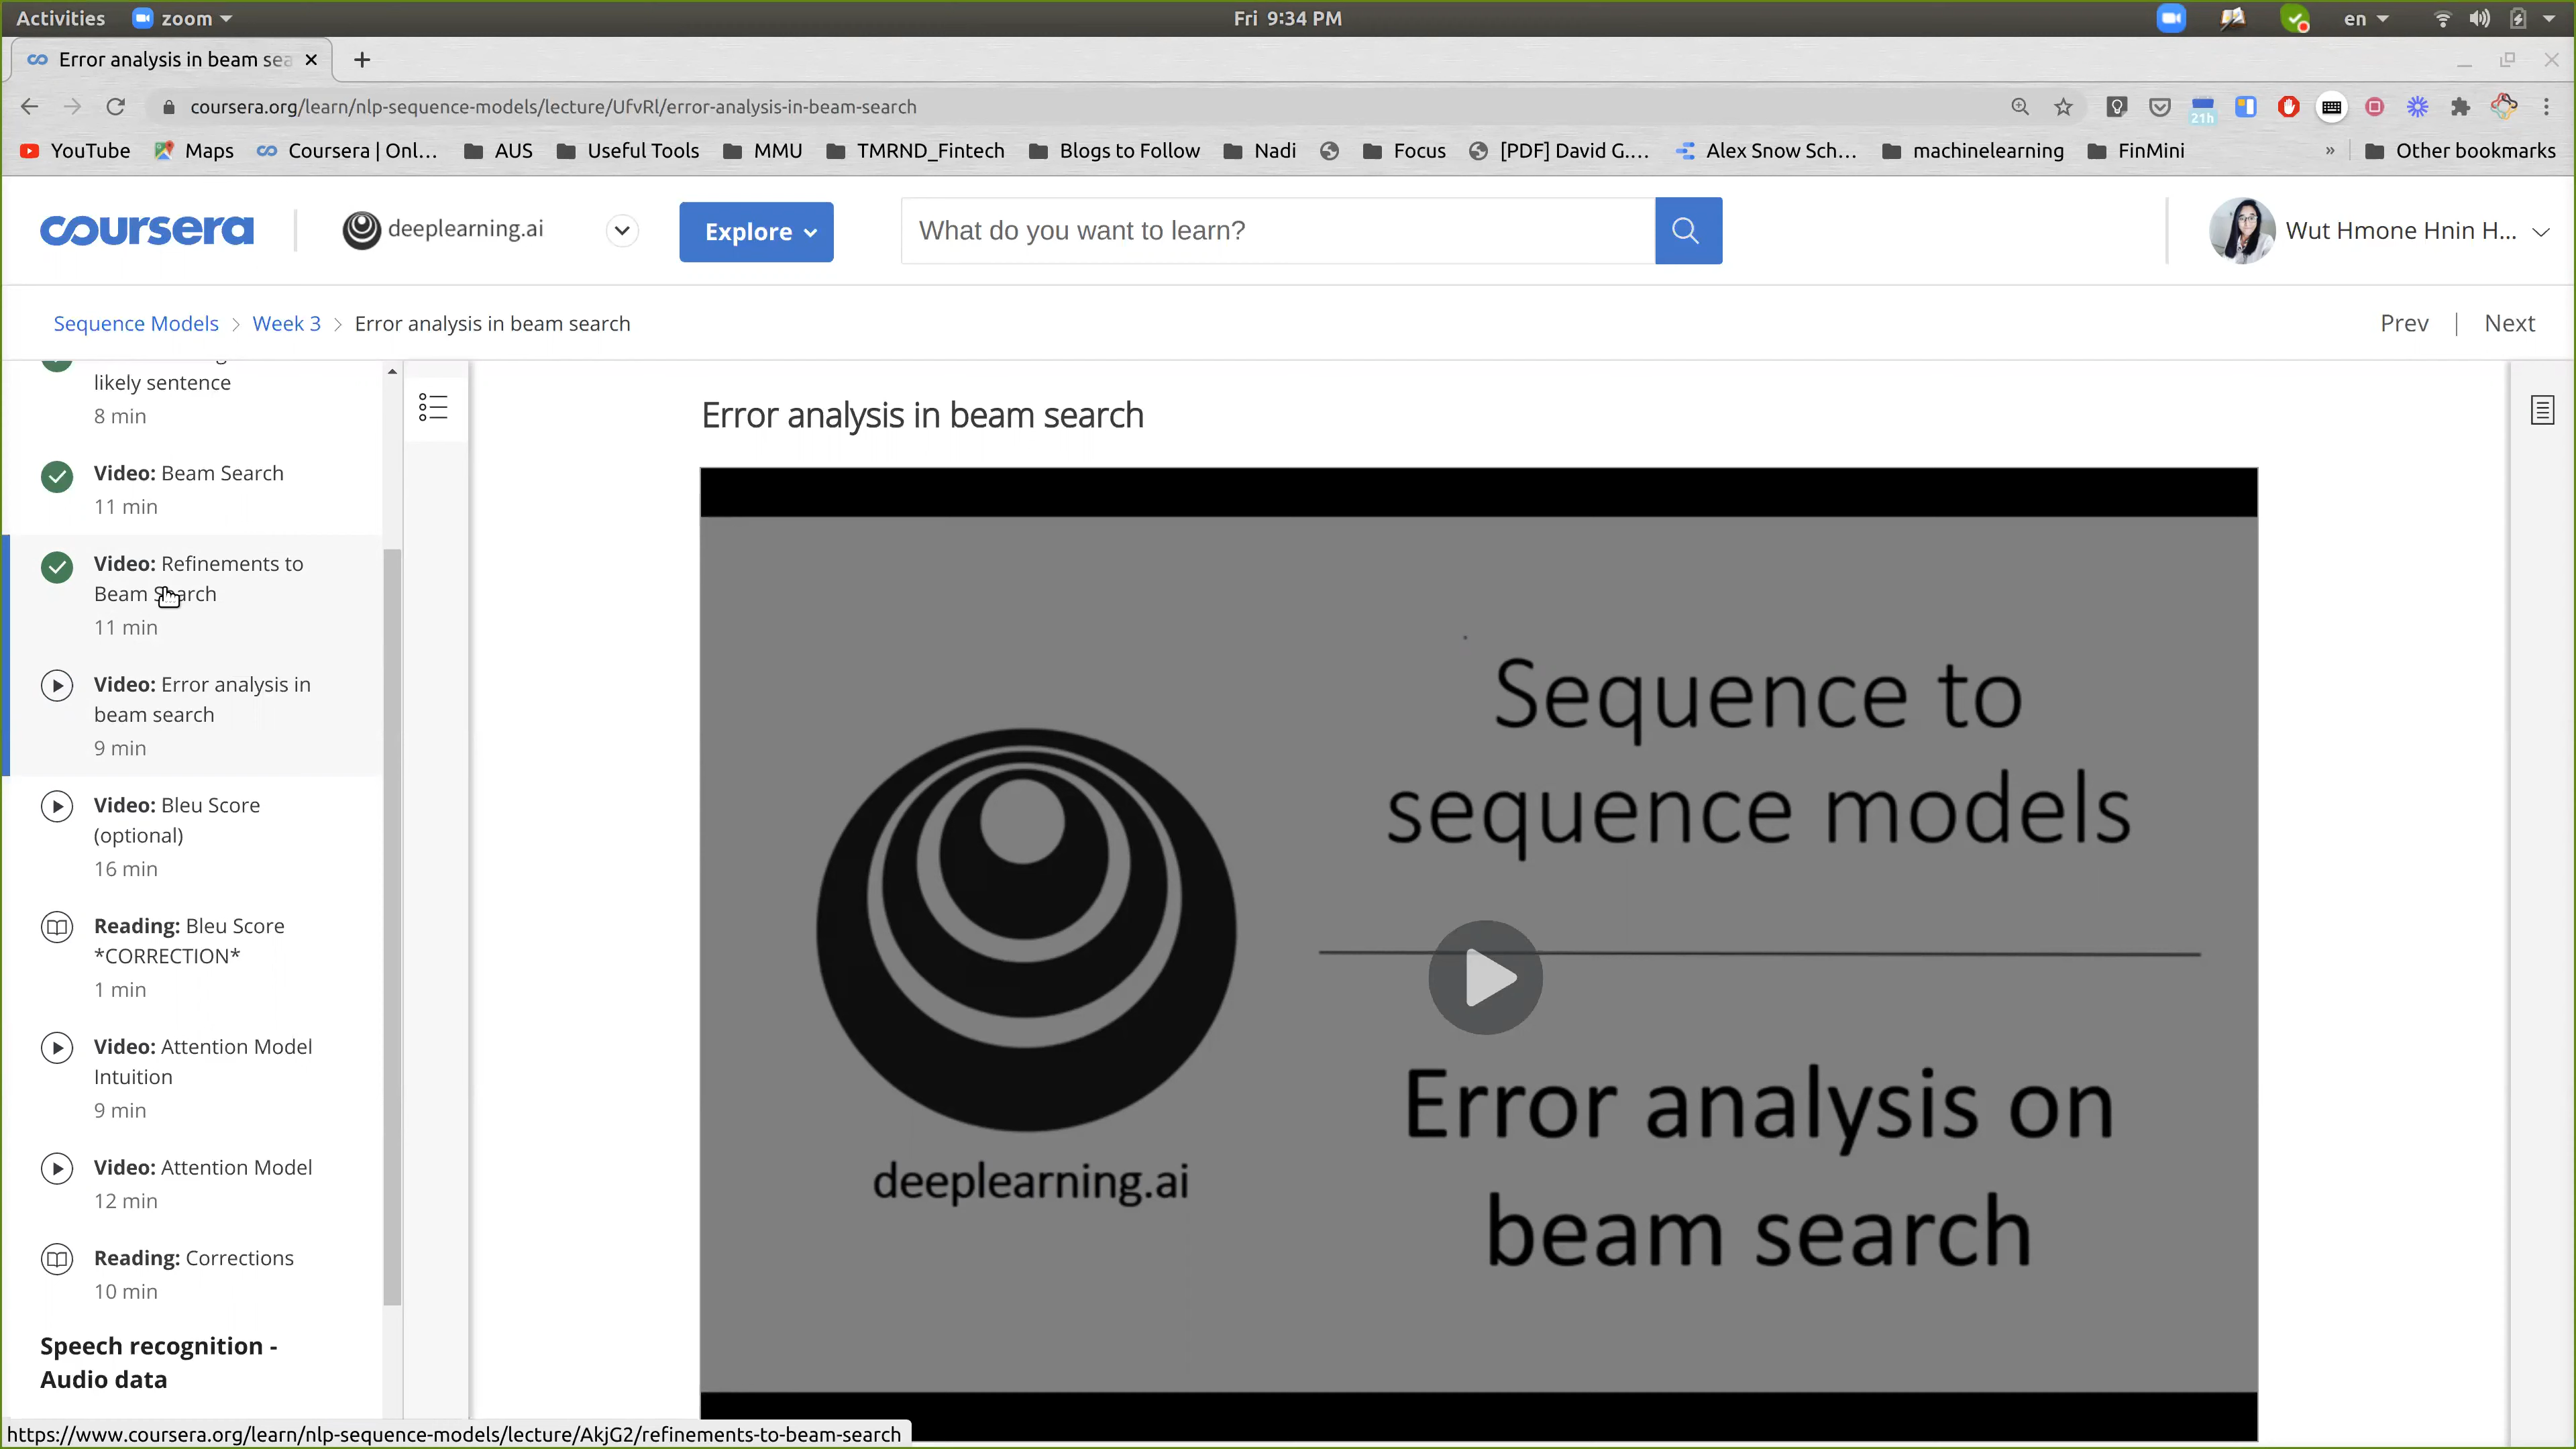 Activities zoom Fri 9:34 PM en
Error analysis in beam sea
coursera.org/learn/nlp-sequence-models/lecture/UfvRl/error-analysis-in-beam-search
21h
YouTube Maps Coursera | Onl... AUS Useful Tools MMU TMRND_Fintech Blogs to Follow Nadi Focus [PDF] David G.... Alex Snow Sch... machinelearning FinMini » Other bookmarks
coursera deeplearning.ai Explore What do you want to learn? Wut Hmone Hnin H...
Sequence Models > Week 3 > Error analysis in beam search Prev | Next
likely sentence
8 min
Video: Beam Search
11 min
Video: Refinements to
Beam Search
11 min
Video: Error analysis in
beam search
9 min
Video: Bleu Score
(optional)
16 min
Reading: Bleu Score
*CORRECTION*
1 min
Video: Attention Model
Intuition
9 min
Video: Attention Model
12 min
Reading: Corrections
10 min
Speech recognition -
Audio data
Error analysis in beam search
Sequence to
sequence models
deeplearning.ai
Error analysis on
beam search
https://www.coursera.org/learn/nlp-sequence-models/lecture/AkjG2/refinements-to-beam-search